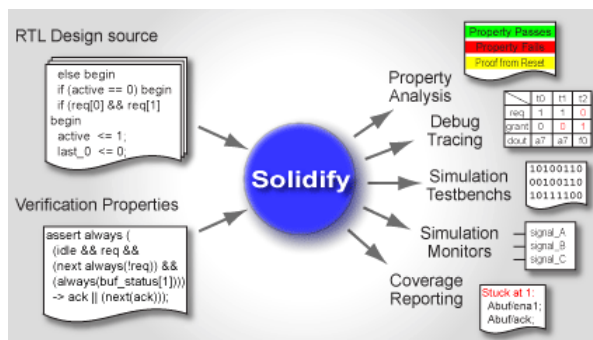 RTL Design source
else begin
if (active == 0) begin
if (req[0] && req[1]
begin
active <= 1;
last_0 <= 0;
Verification Properties
assert always (
(idle && req &&
(next always(!req)) &&
(always(buf_status[1])))
-> ack || (next(ack)));
Solidify
Property
Analysis
Property Passes
Property Fails
Proof from Reset
Debug
Tracing
t0 t1 t2
req 1 1 0
grant 0 0 1
dout a7 a7 f0
Simulation
Testbenchs
10100110
00100110
10111100
Simulation
Monitors
signal_A
signal_B
signal_C
Coverage
Reporting
Stuck at 1:
Abuf/ena1;
Abuf/ack;